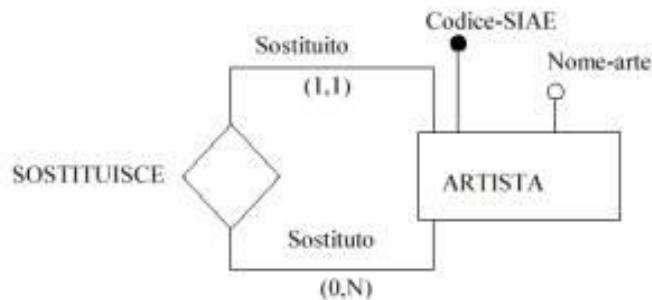 Codice-SIAE
Sostituito
Nome-arte
(1,1)
SOSTITUISCE
ARTISTA
Sostituto
(0,N)